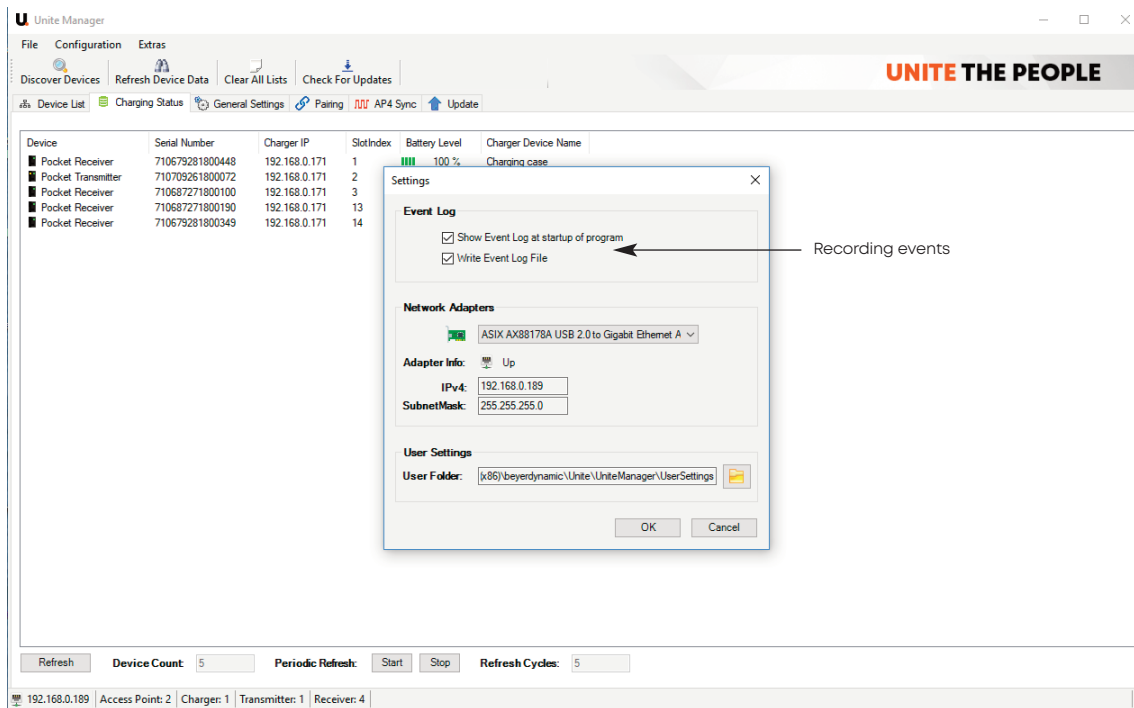 U. Unite Manager
File Configuration Extras
Discover Devices Refresh Device Data Clear All Lists Check For Updates
UNITE THE PEOPLE
Device List Charging Status General Settings Pairing AP4 Sync Update
Device Serial Number Charger IP SlotIndex Battery Level Charger Device Name
Pocket Receiver 710679281800448 192.168.0.171 1 100 % Charging case
Pocket Transmitter 710709261800072 192.168.0.171 2
Pocket Receiver 710687271800100 192.168.0.171 3
Pocket Receiver 710687271800190 192.168.0.171 13
Pocket Receiver 710679281800349 192.168.0.171 14
Settings
Event Log
Show Event Log at startup of program
Write Event Log File
Recording events
Network Adapters
ASIX AX88178A USB 2.0 to Gigabit Ethernet A
Adapter Info: Up
IPv4: 192.168.0.189
SubnetMask: 255.255.255.0
User Settings
User Folder: (x86)\beyerdynamic\Unite\UniteManager\UserSettings
OK Cancel
Refresh Device Count: 5 Periodic Refresh: Start Stop Refresh Cycles: 5
192.168.0.189 Access Point: 2 Charger: 1 Transmitter: 1 Receiver: 4